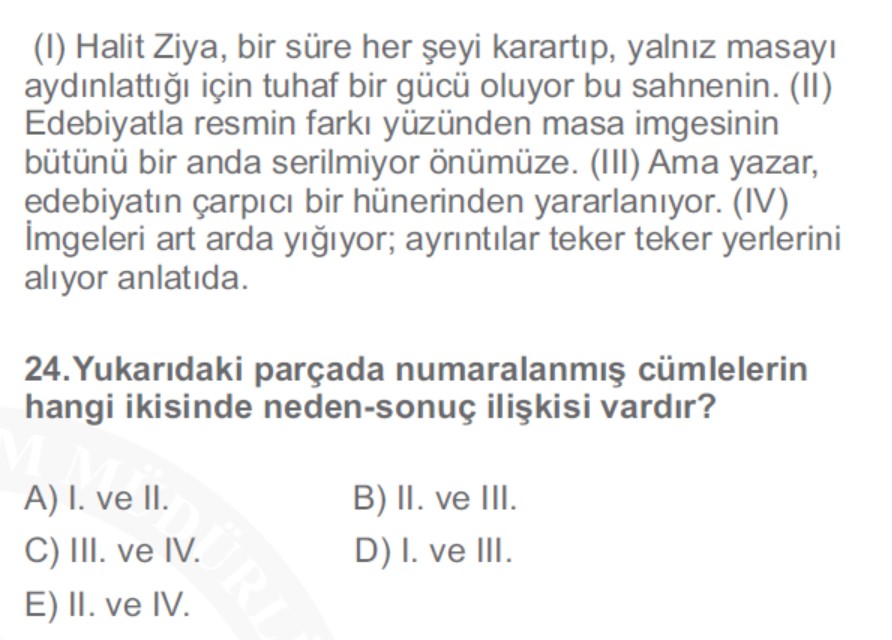 (I) Halit Ziya, bir süre her şeyi karartıp, yalnız masayı
aydınlattığı için tuhaf bir gücü oluyor bu sahnenin. (II)
Edebiyatla resmin farkı yüzünden masa imgesinin
bütünü bir anda serilmiyor önümüze. (III) Ama yazar,
edebiyatın çarpıcı bir hünerinden yararlanıyor. (IV)
İmgeleri art arda yığıyor; ayrıntılar teker teker yerlerini
alıyor anlatıda.
24.Yukarıdaki parçada numaralanmış cümlelerin
hangi ikisinde neden-sonuç ilişkisi vardır?
A) I. ve II.
B) II. ve III.
C) III. ve IV.
D) I. ve III.
E) II. ve IV.